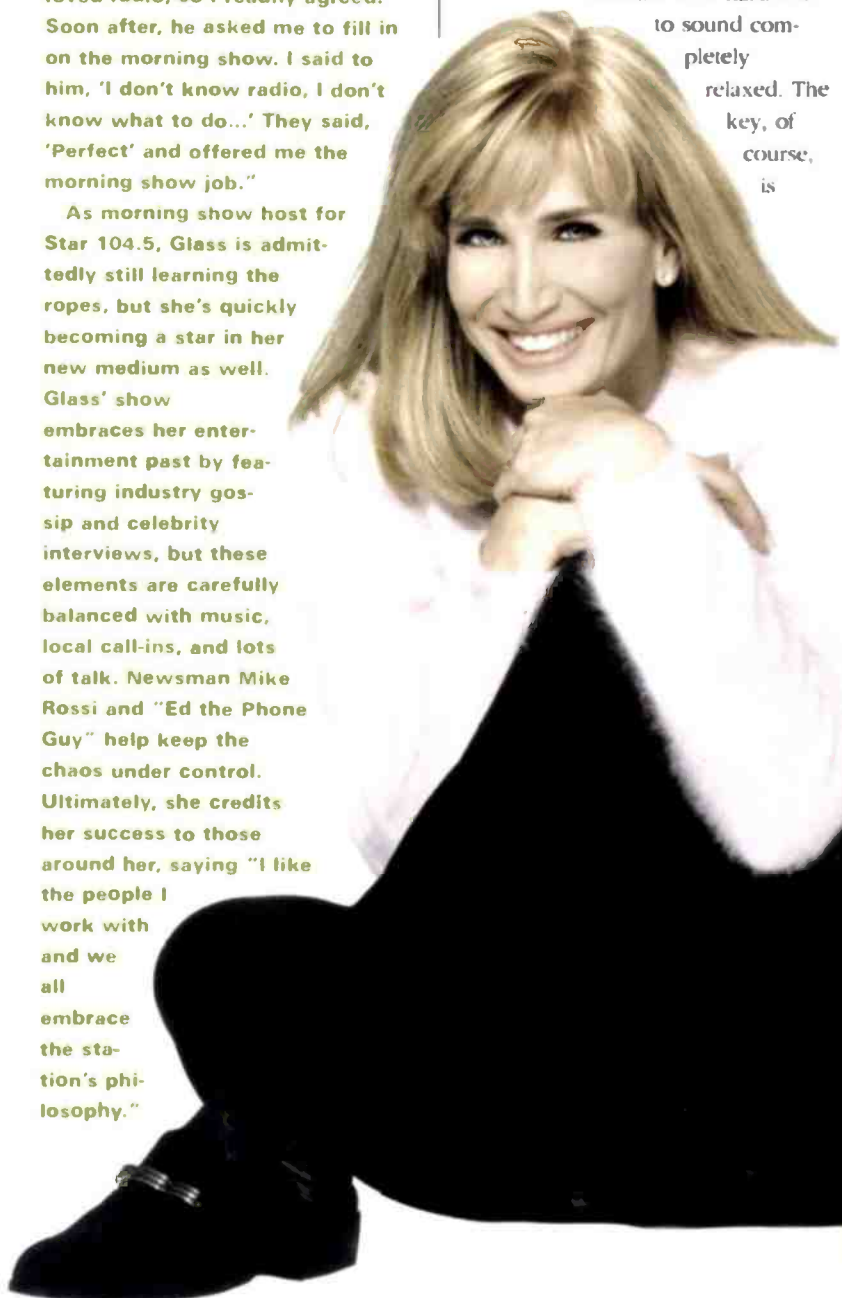 Soon after, he asked me to fill in
on the morning show. I said to
him, 'I don't know radio, I don't
know what to do...' They said,
'Perfect' and offered me the
morning show job."
As morning show host for
Star 104.5, Glass is admit-
tedly still learning the
ropes, but she's quickly
becoming a star in her
new medium as well.
Glass' show
embraces her enter-
tainment past by fea-
turing industry gos-
sip and celebrity
interviews, but these
elements are carefully
balanced with music,
local call-ins, and lots
of talk. Newsman Mike
Rossi and "Ed the Phone
Guy" help keep the
chaos under control.
Ultimately, she credits
her success to those
around her, saying "I like
the people I
work with
and we
all
embrace
the sta-
tion's phi-
losophy."
to sound com-
pletely
relaxed. The
key, of
course,
is